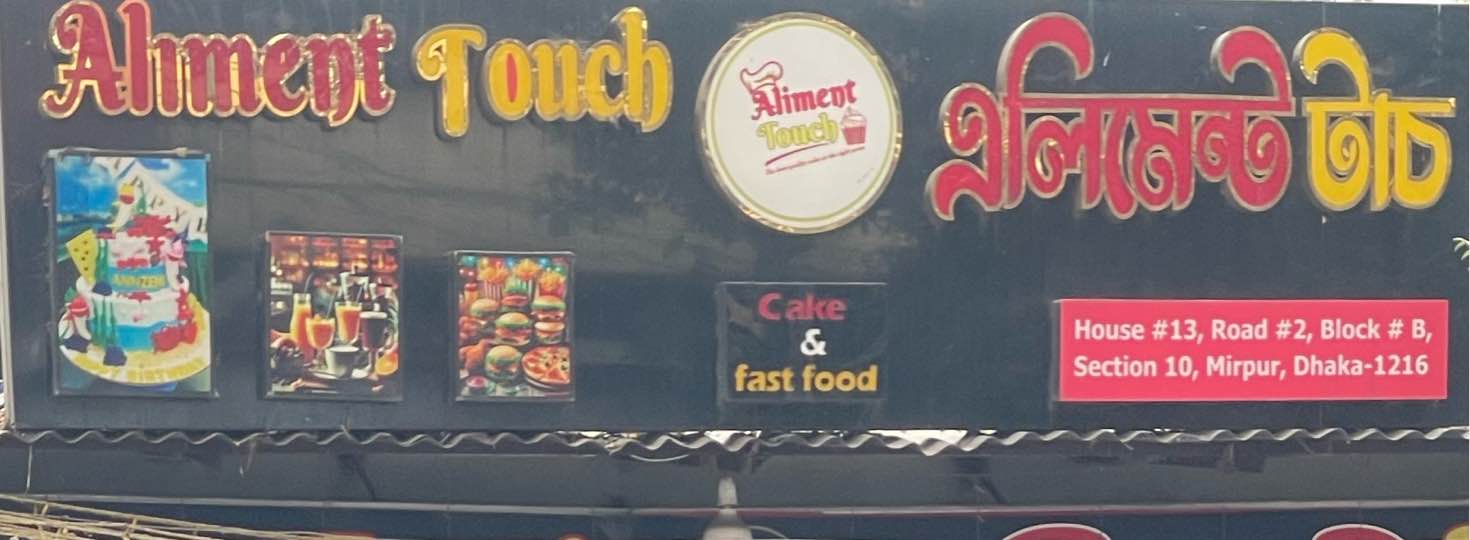 Aliment Touch
Aliment
Touch
এলিমেন্ট টাচ
Cake
&
fast food
House #13, Road #2, Block # B,
Section 10, Mirpur, Dhaka-1216